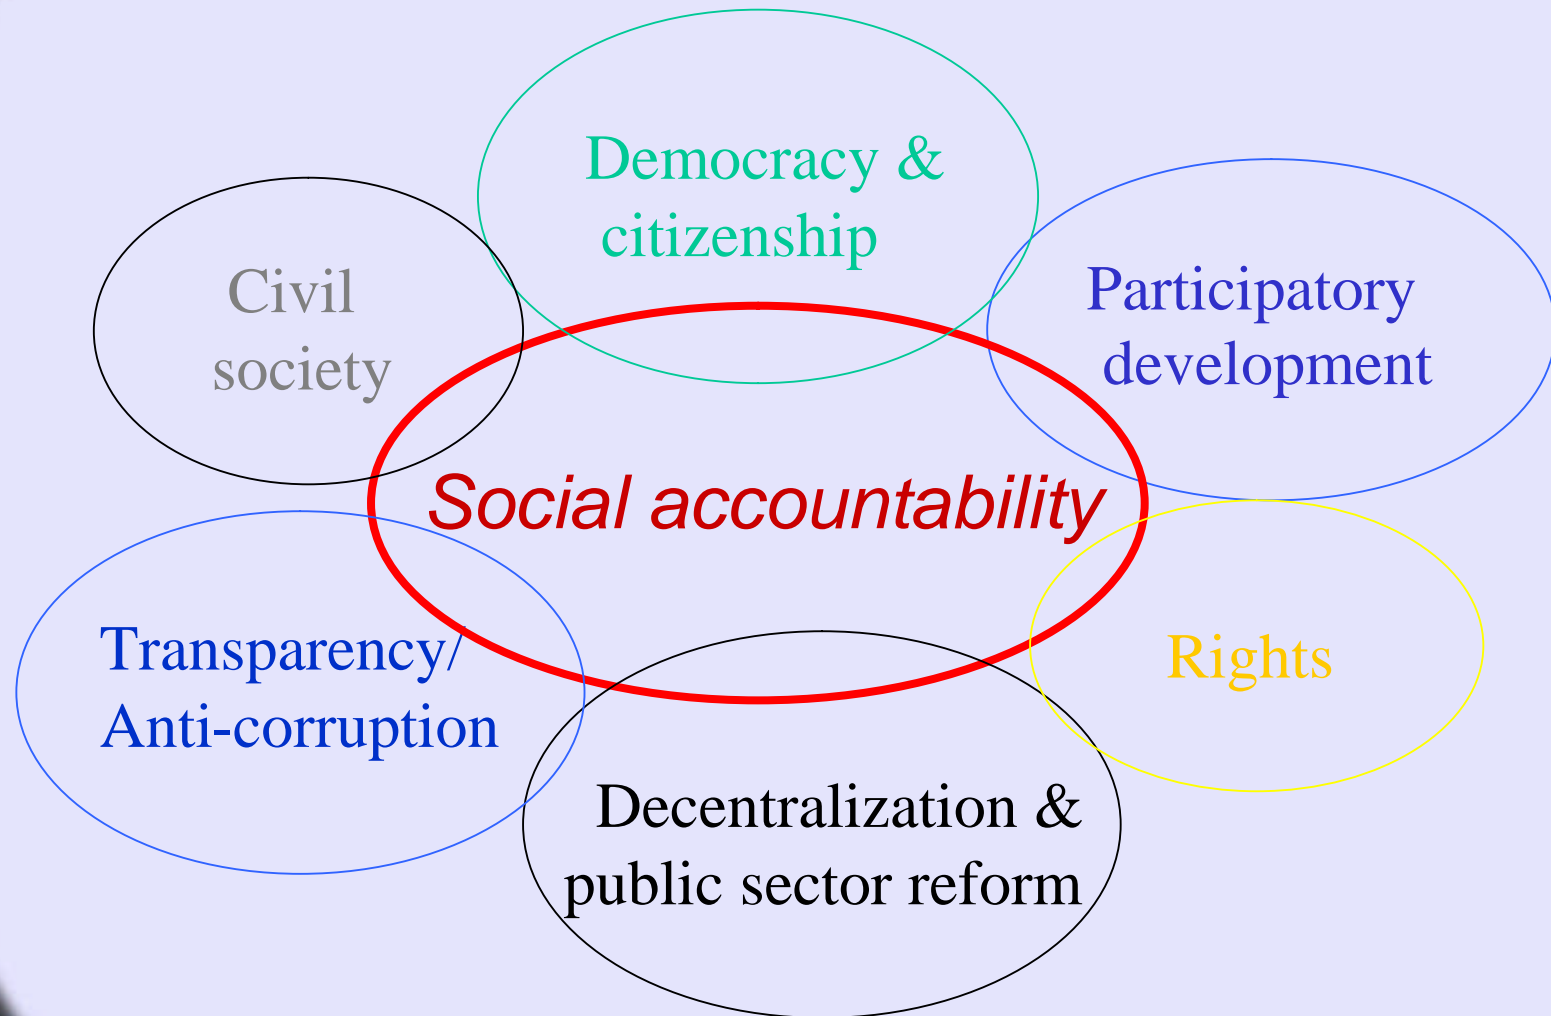 Democracy &
citizenship
Civil
society
Participatory
development
Social accountability
Transparency/
Anti-corruption
Rights
Decentralization &
public sector reform